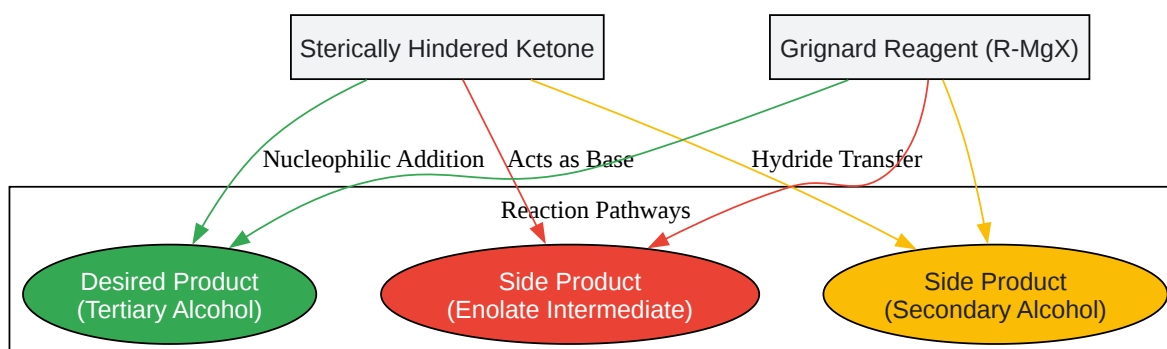 Sterically Hindered Ketone
Grignard Reagent (R-MgX)
Nucleophilic Addition
Acts as Base
Hydride Transfer
Reaction Pathways
Desired Product
(Tertiary Alcohol)
Side Product
(Enolate Intermediate)
Side Product
(Secondary Alcohol)